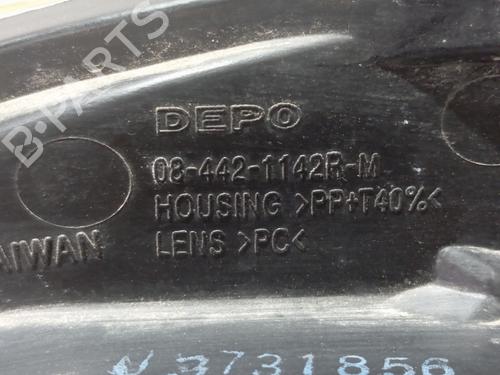 DEPO
08-442-1142R-M
HOUSING >PP+T40%<
LENS >PC<
AIWAN
3731856
B-PARTS